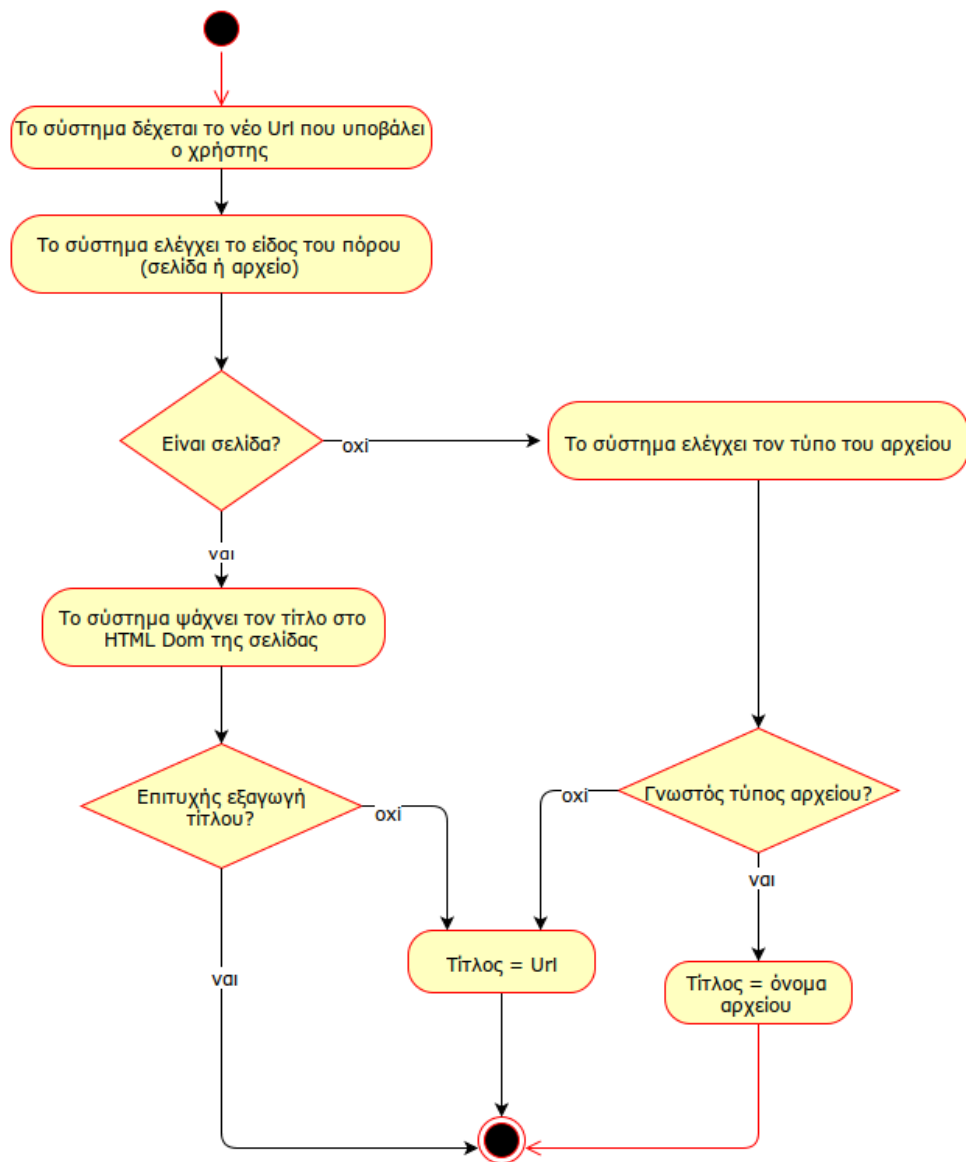 Το σύστημα δέχεται το νέο Url που υποβάλει
ο χρήστης
Το σύστημα ελέγχει το είδος του πόρου
(σελίδα ή αρχείο)
Είναι σελίδα?
οχι
Το σύστημα ελέγχει τον τύπο του αρχείου
ναι
Το σύστημα ψάχνει τον τίτλο στο
HTML Dom της σελίδας
Επιτυχής εξαγωγή
τίτλου?
οχι
οχι
Γνωστός τύπος αρχείου?
ναι
ναι
Τίτλος = Url
Τίτλος = όνομα
αρχείου